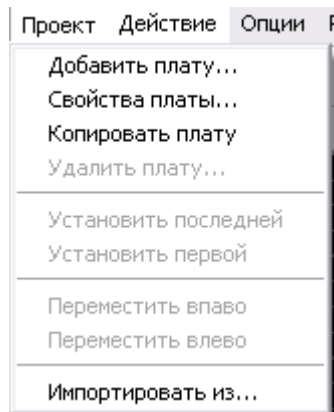 Проект Действие Опции
Добавить плату...
Свойства платы...
Копировать плату
Удалить плату...
Установить последней
Установить первой
Переместить впаво
Переместить влево
Импортировать из...